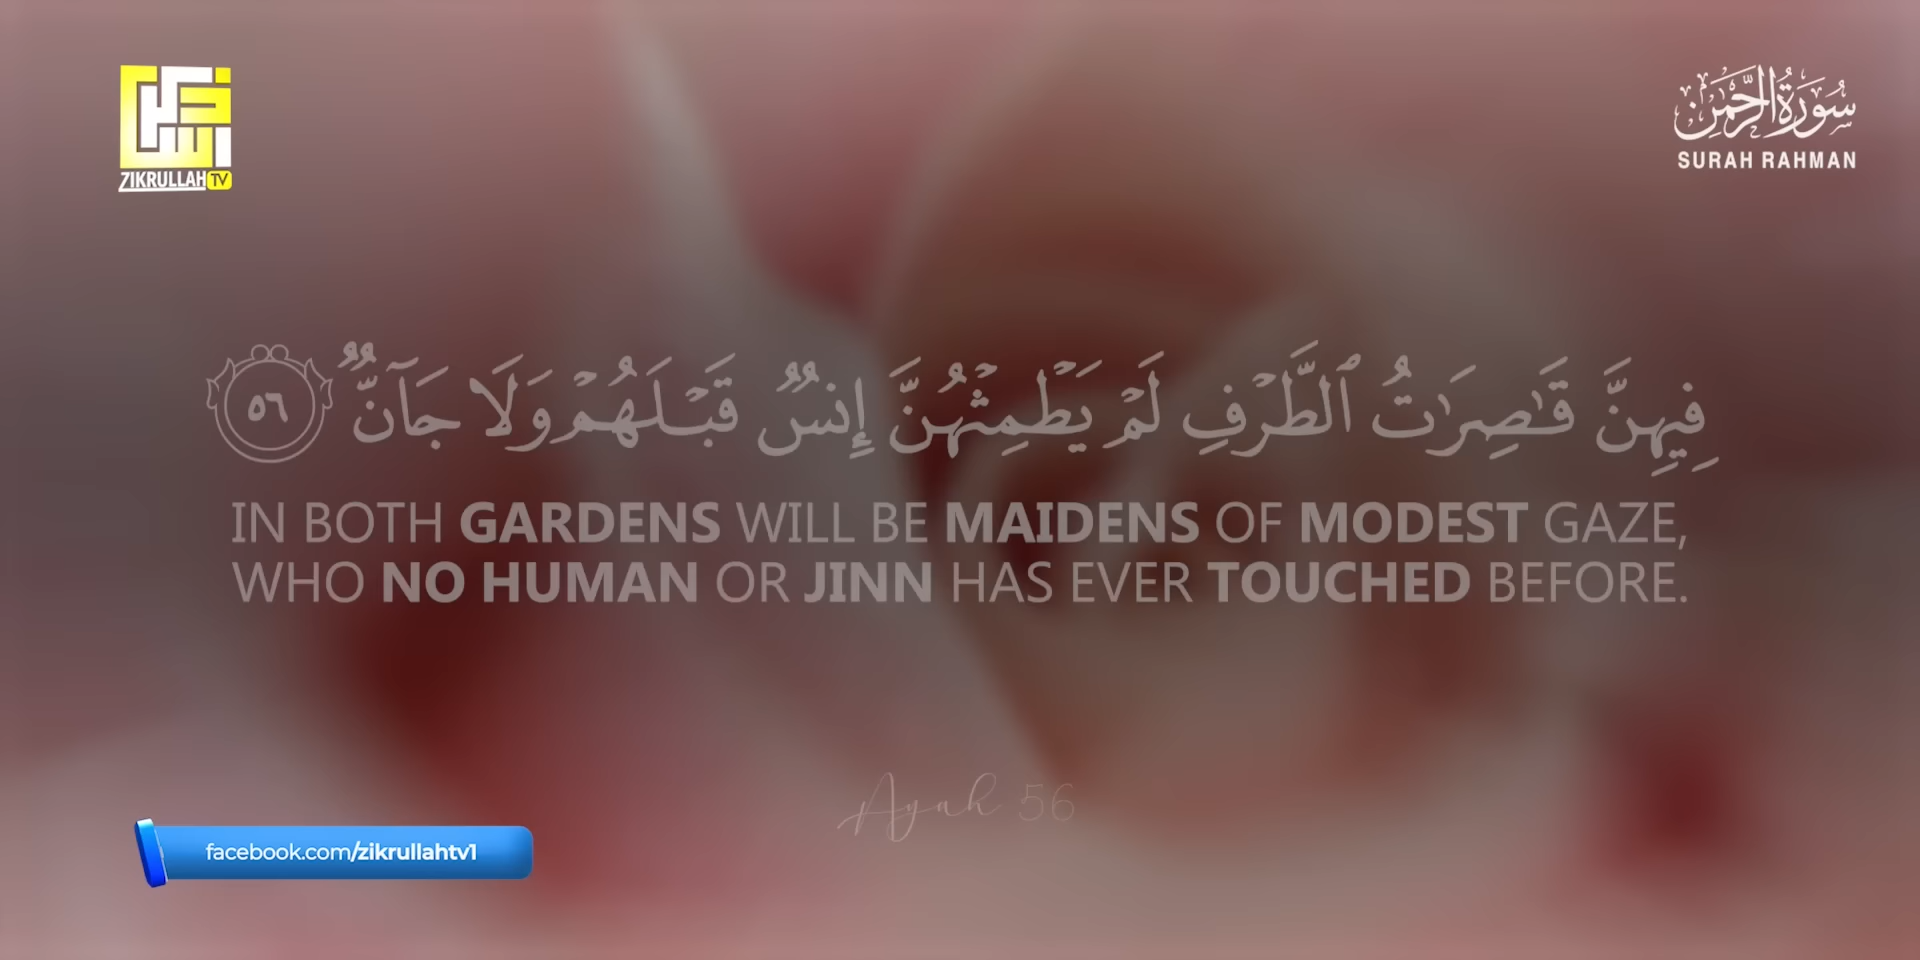 ZIKRULLAH TV
سُورَةُ الرَّحْمٰن
SURAH RAHMAN
فِيهِنَّ قَـٰصِرَٰتُ ٱلطَّرْفِ لَمْ يَطْمِثْهُنَّ إِنسٌ قَبْلَهُمْ وَلَا جَآنٌّ ٥٦
IN BOTH GARDENS WILL BE MAIDENS OF MODEST GAZE,
WHO NO HUMAN OR JINN HAS EVER TOUCHED BEFORE.
Ayah 56
facebook.com/zikrullahtv1